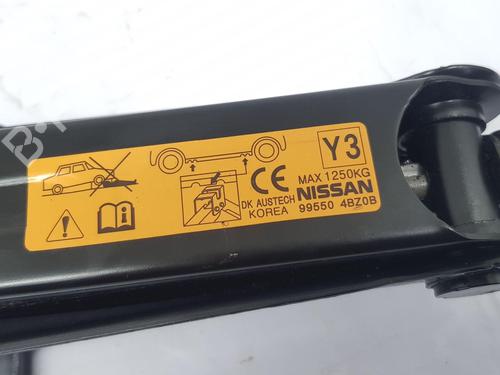 Y3
MAX 1250KG
CE
NISSAN
DK AUSTECH
KOREA
99550 4BZ0B